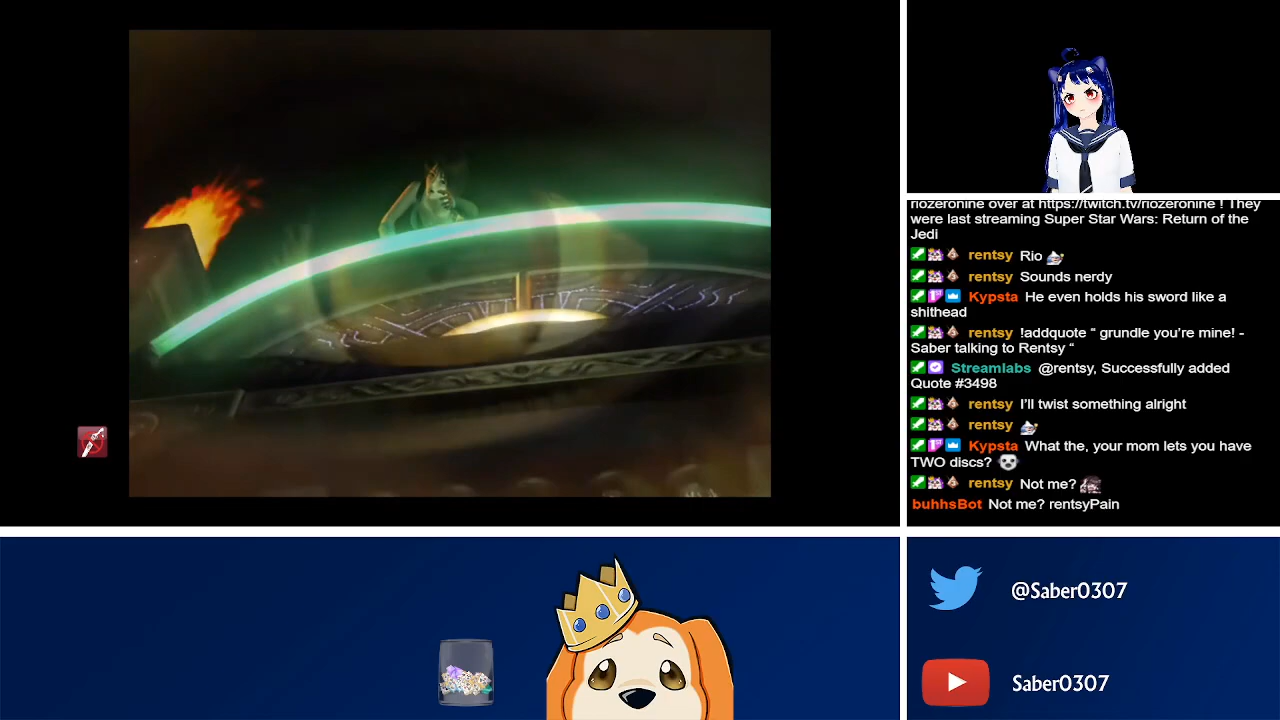 riozeronine over at https://twitch.tv/riozeronine ! They
were last streaming Super Star Wars: Return of the
Jedi
rentsy Rio
rentsy Sounds nerdy
Kypsta He even holds his sword like a
shithead
rentsy !addquote “ grundle you’re mine! -
Saber talking to Rentsy “
Streamlabs @rentsy, Successfully added
Quote #3498
rentsy I’ll twist something alright
rentsy
Kypsta What the, your mom lets you have
TWO discs?
rentsy Not me?
buhhsBot Not me? rentsyPain
@Saber0307
Saber0307